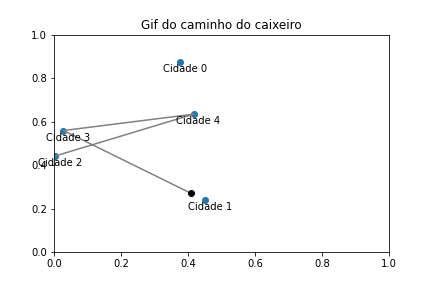 Gif do caminho do caixeiro
1.0
Cidade 0
0.8
Cidade 4
0.6
Cidade 3
Cidade 2
0.4
Cidade 1
0.2
0.0
0.0 0.2 0.4 0.6 0.8 1.0